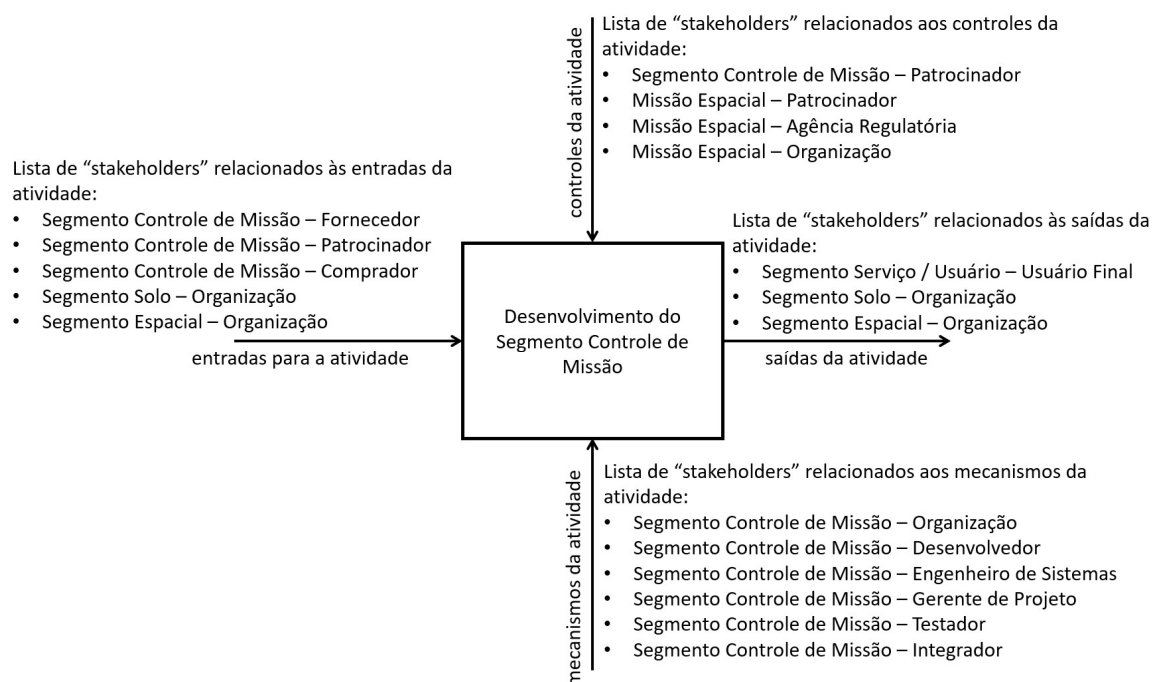 Lista de “stakeholders” relacionados aos controles da
atividade:
• Segmento Controle de Missão – Patrocinador
• Missão Espacial – Patrocinador
• Missão Espacial – Agência Regulatória
• Missão Espacial – Organização
controles da atividade
Lista de “stakeholders” relacionados às entradas da
atividade:
• Segmento Controle de Missão – Fornecedor
• Segmento Controle de Missão – Patrocinador
• Segmento Controle de Missão – Comprador
• Segmento Solo – Organização
• Segmento Espacial – Organização
entradas para a atividade
Desenvolvimento do
Segmento Controle de
Missão
Lista de “stakeholders” relacionados às saídas da
atividade:
• Segmento Serviço / Usuário – Usuário Final
• Segmento Solo – Organização
• Segmento Espacial – Organização
saídas da atividade
mecanismos da atividade
Lista de “stakeholders” relacionados aos mecanismos da
atividade:
• Segmento Controle de Missão – Organização
• Segmento Controle de Missão – Desenvolvedor
• Segmento Controle de Missão – Engenheiro de Sistemas
• Segmento Controle de Missão – Gerente de Projeto
• Segmento Controle de Missão – Testador
• Segmento Controle de Missão – Integrador